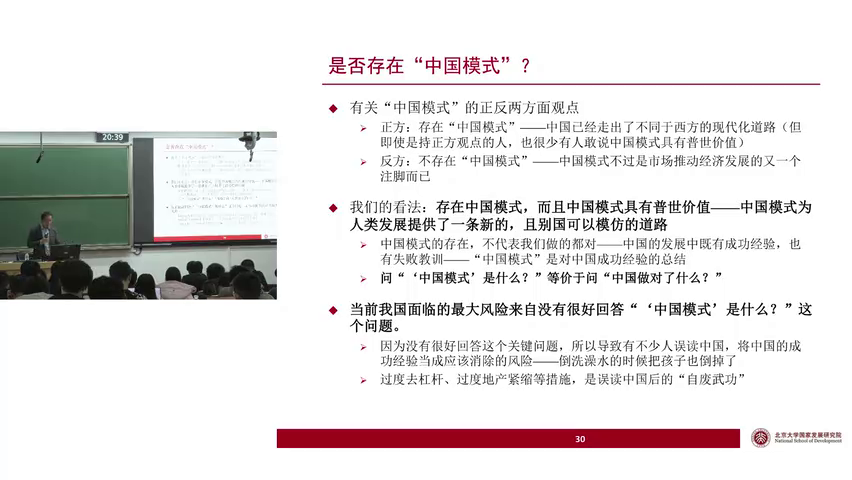 20:39
是否存在“中国模式”？
有关“中国模式”的正反两方面观点
正方：存在“中国模式”——中国已经走出了不同于西方的现代化道路（但
即使是持正方观点的人，也很少有人敢说中国模式具有普世价值）
反方：不存在“中国模式”——中国模式不过是市场推动经济发展的又一个
注脚而已
我们的看法：存在中国模式，而且中国模式具有普世价值——中国模式为
人类发展提供了一条新的，且别国可以模仿的道路
中国模式的存在，不代表我们做的都对——中国的发展中既有成功经验，也
有失败教训——“中国模式”是对中国成功经验的总结
问“‘中国模式’是什么？”等价于问“中国做对了什么？”
当前我国面临的最大风险来自没有很好回答“‘中国模式’是什么？”这
个问题。
因为没有很好回答这个关键问题，所以导致有不少人误读中国，将中国的成
功经验当成应该消除的风险——倒洗澡水的时候把孩子也倒掉了
过度去杠杆、过度地产紧缩等措施，是误读中国后的“自废武功”
30
北京大学国家发展研究院
National School of Development